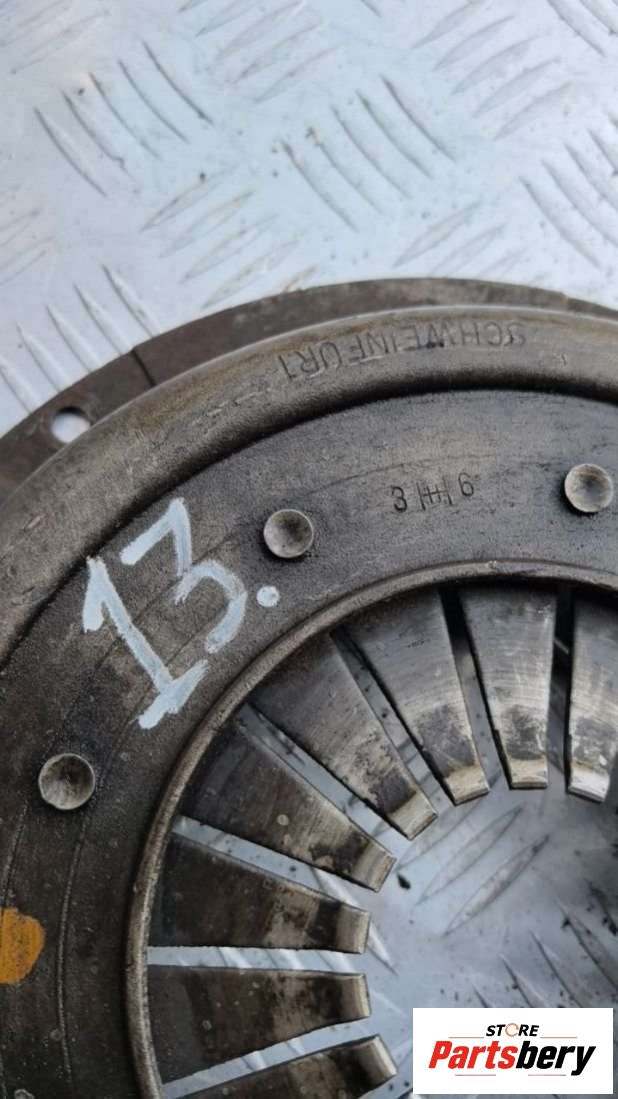 SCHWEINFURT
3 6
13.
STORE
Partsbery